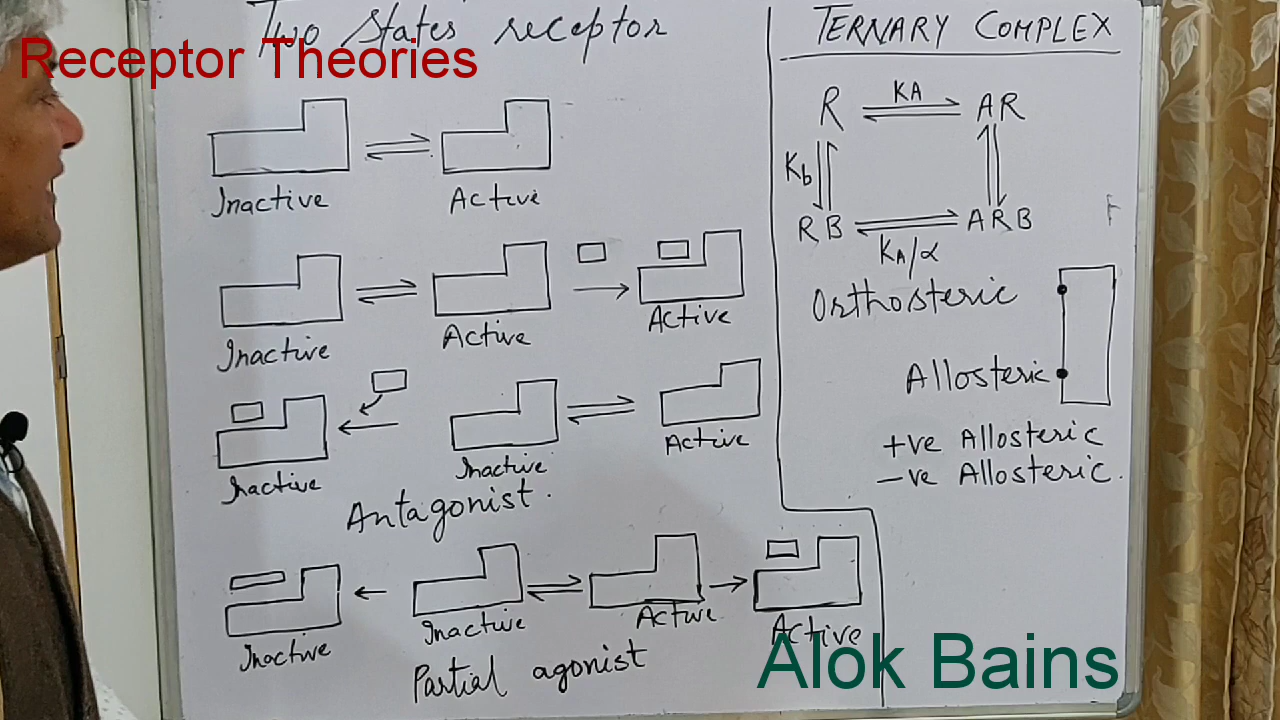 Two States receptor
Receptor Theories
Inactive
Active
Inactive
Active
Active
Inactive
Inactive
Active
Antagonist.
Inactive
Inactive
Active
Active
Partial agonist
TERNARY COMPLEX
R KA AR
Kb
RB ARB
KA/α
Orthosteric
Allosteric
+ve Allosteric
-ve Allosteric.
F
Alok Bains